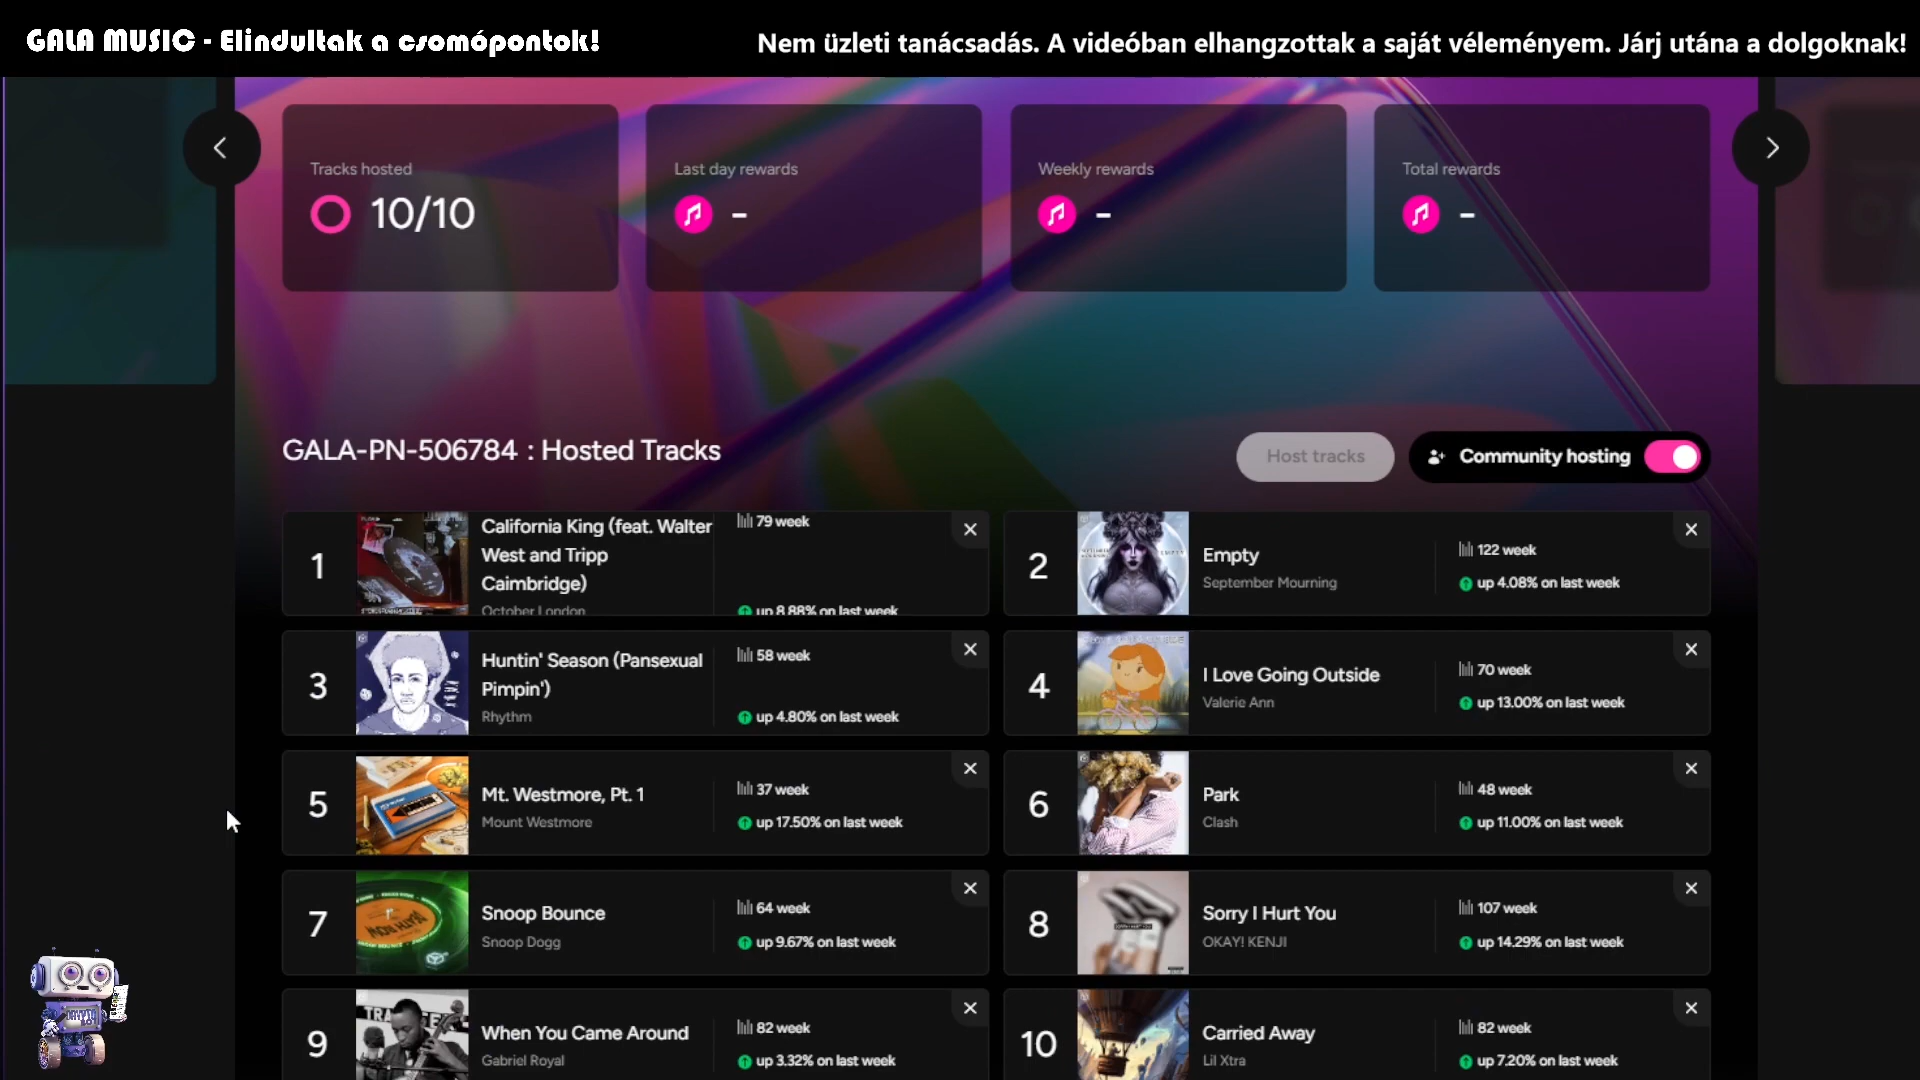 GALA MUSIC - Elindultak a csomópontok!
Nem üzleti tanácsadás. A videóban elhangzottak a saját véleményem. Járj utána a dolgoknak!
Tracks hosted
10/10
Last day rewards
-
Weekly rewards
-
Total rewards
-
GALA-PN-506784 : Hosted Tracks
Host tracks
Community hosting
1
California King (feat. Walter
West and Tripp
Caimbridge)
October London
79 week
up 8.88% on last week
2
Empty
September Mourning
122 week
up 4.08% on last week
3
Huntin' Season (Pansexual
Pimpin')
Rhythm
58 week
up 4.80% on last week
4
I Love Going Outside
Valerie Ann
70 week
up 13.00% on last week
5
Mt. Westmore, Pt. 1
Mount Westmore
37 week
up 17.50% on last week
6
Park
Clash
48 week
up 11.00% on last week
7
Snoop Bounce
Snoop Dogg
64 week
up 9.67% on last week
8
Sorry I Hurt You
OKAY! KENJI
107 week
up 14.29% on last week
9
When You Came Around
Gabriel Royal
82 week
up 3.32% on last week
10
Carried Away
Lil Xtra
82 week
up 7.20% on last week